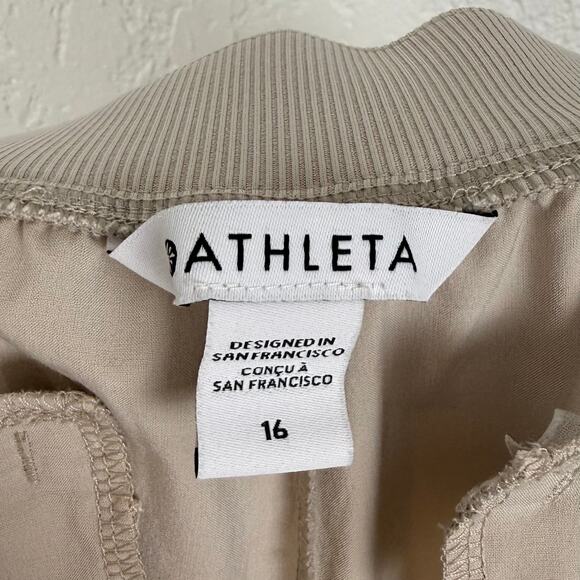 ATHLETA
DESIGNED IN
SAN FRANCISCO
CONÇU À
SAN FRANCISCO
16